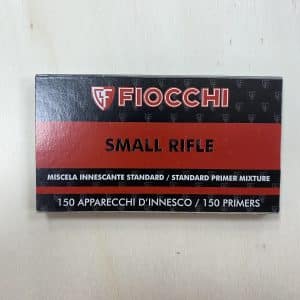 FIOCCHI
SMALL RIFLE
MISCELA INNESCANTE STANDARD / STANDARD PRIMER MIXTURE
150 APPARECCHI D'INNESCO / 150 PRIMERS